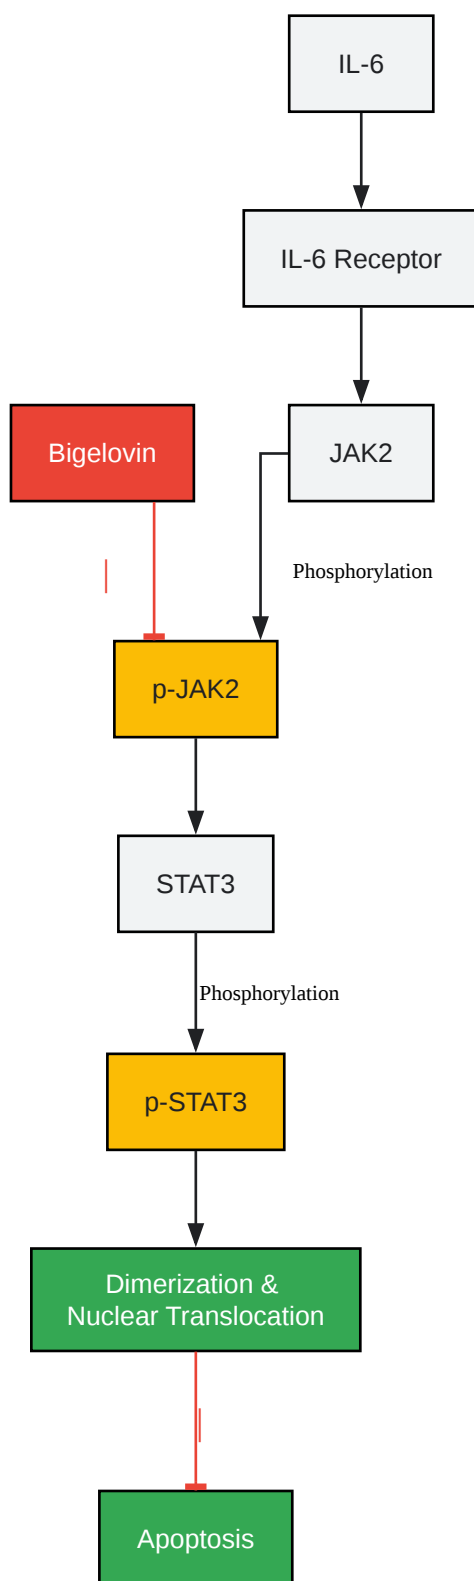 IL-6
IL-6 Receptor
Bigelovin
JAK2
Phosphorylation
p-JAK2
STAT3
Phosphorylation
p-STAT3
Dimerization &
Nuclear Translocation
Apoptosis